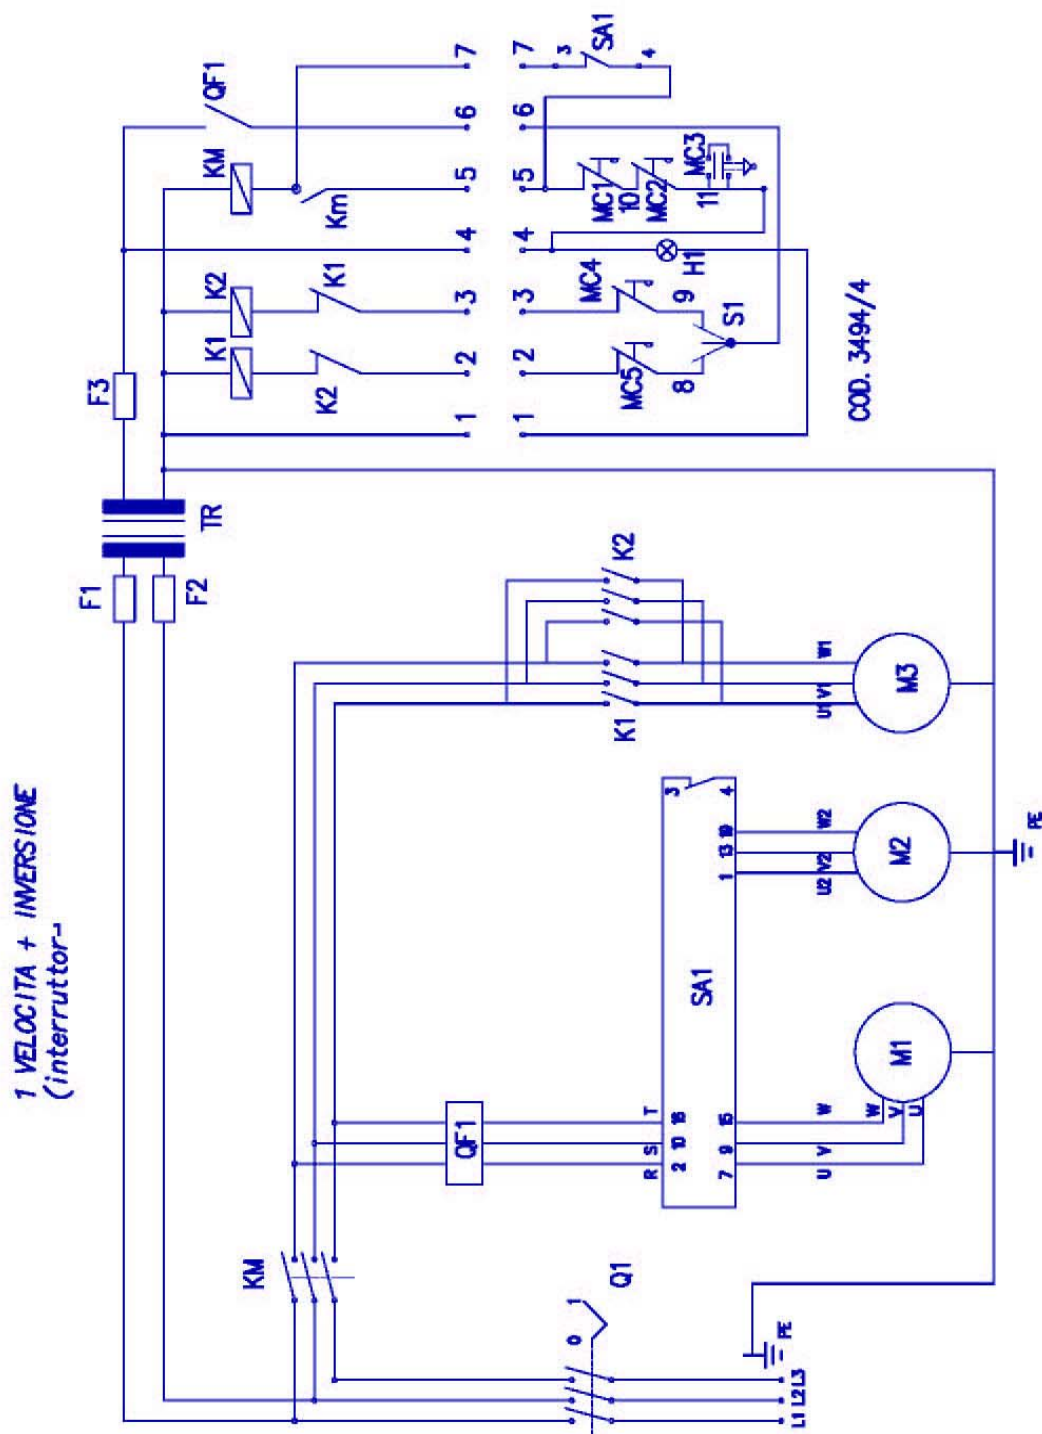 1 VELOCITA + INVERSIONE
(interruttor-
F1
F3
F2
TR
K1
K2
KM
QF1
KM
K2
K1
Km
1 2 3 4 5 6 7
QF1
1 2 3 4 5 6 7
3 4
SA1
0 1
Q1
K1
K2
MC5
MC4
MC1
10
MC2
MC3
R S T
2 10 16
3
8 9
H1
11
SA1
7 9 15
1 13 19
4
S1
PE
L1 L2 L3
U V W
U2 V2 W2
U1 V1 W1
W
V
U
M1
M2
M3
COD. 3494/4
PE